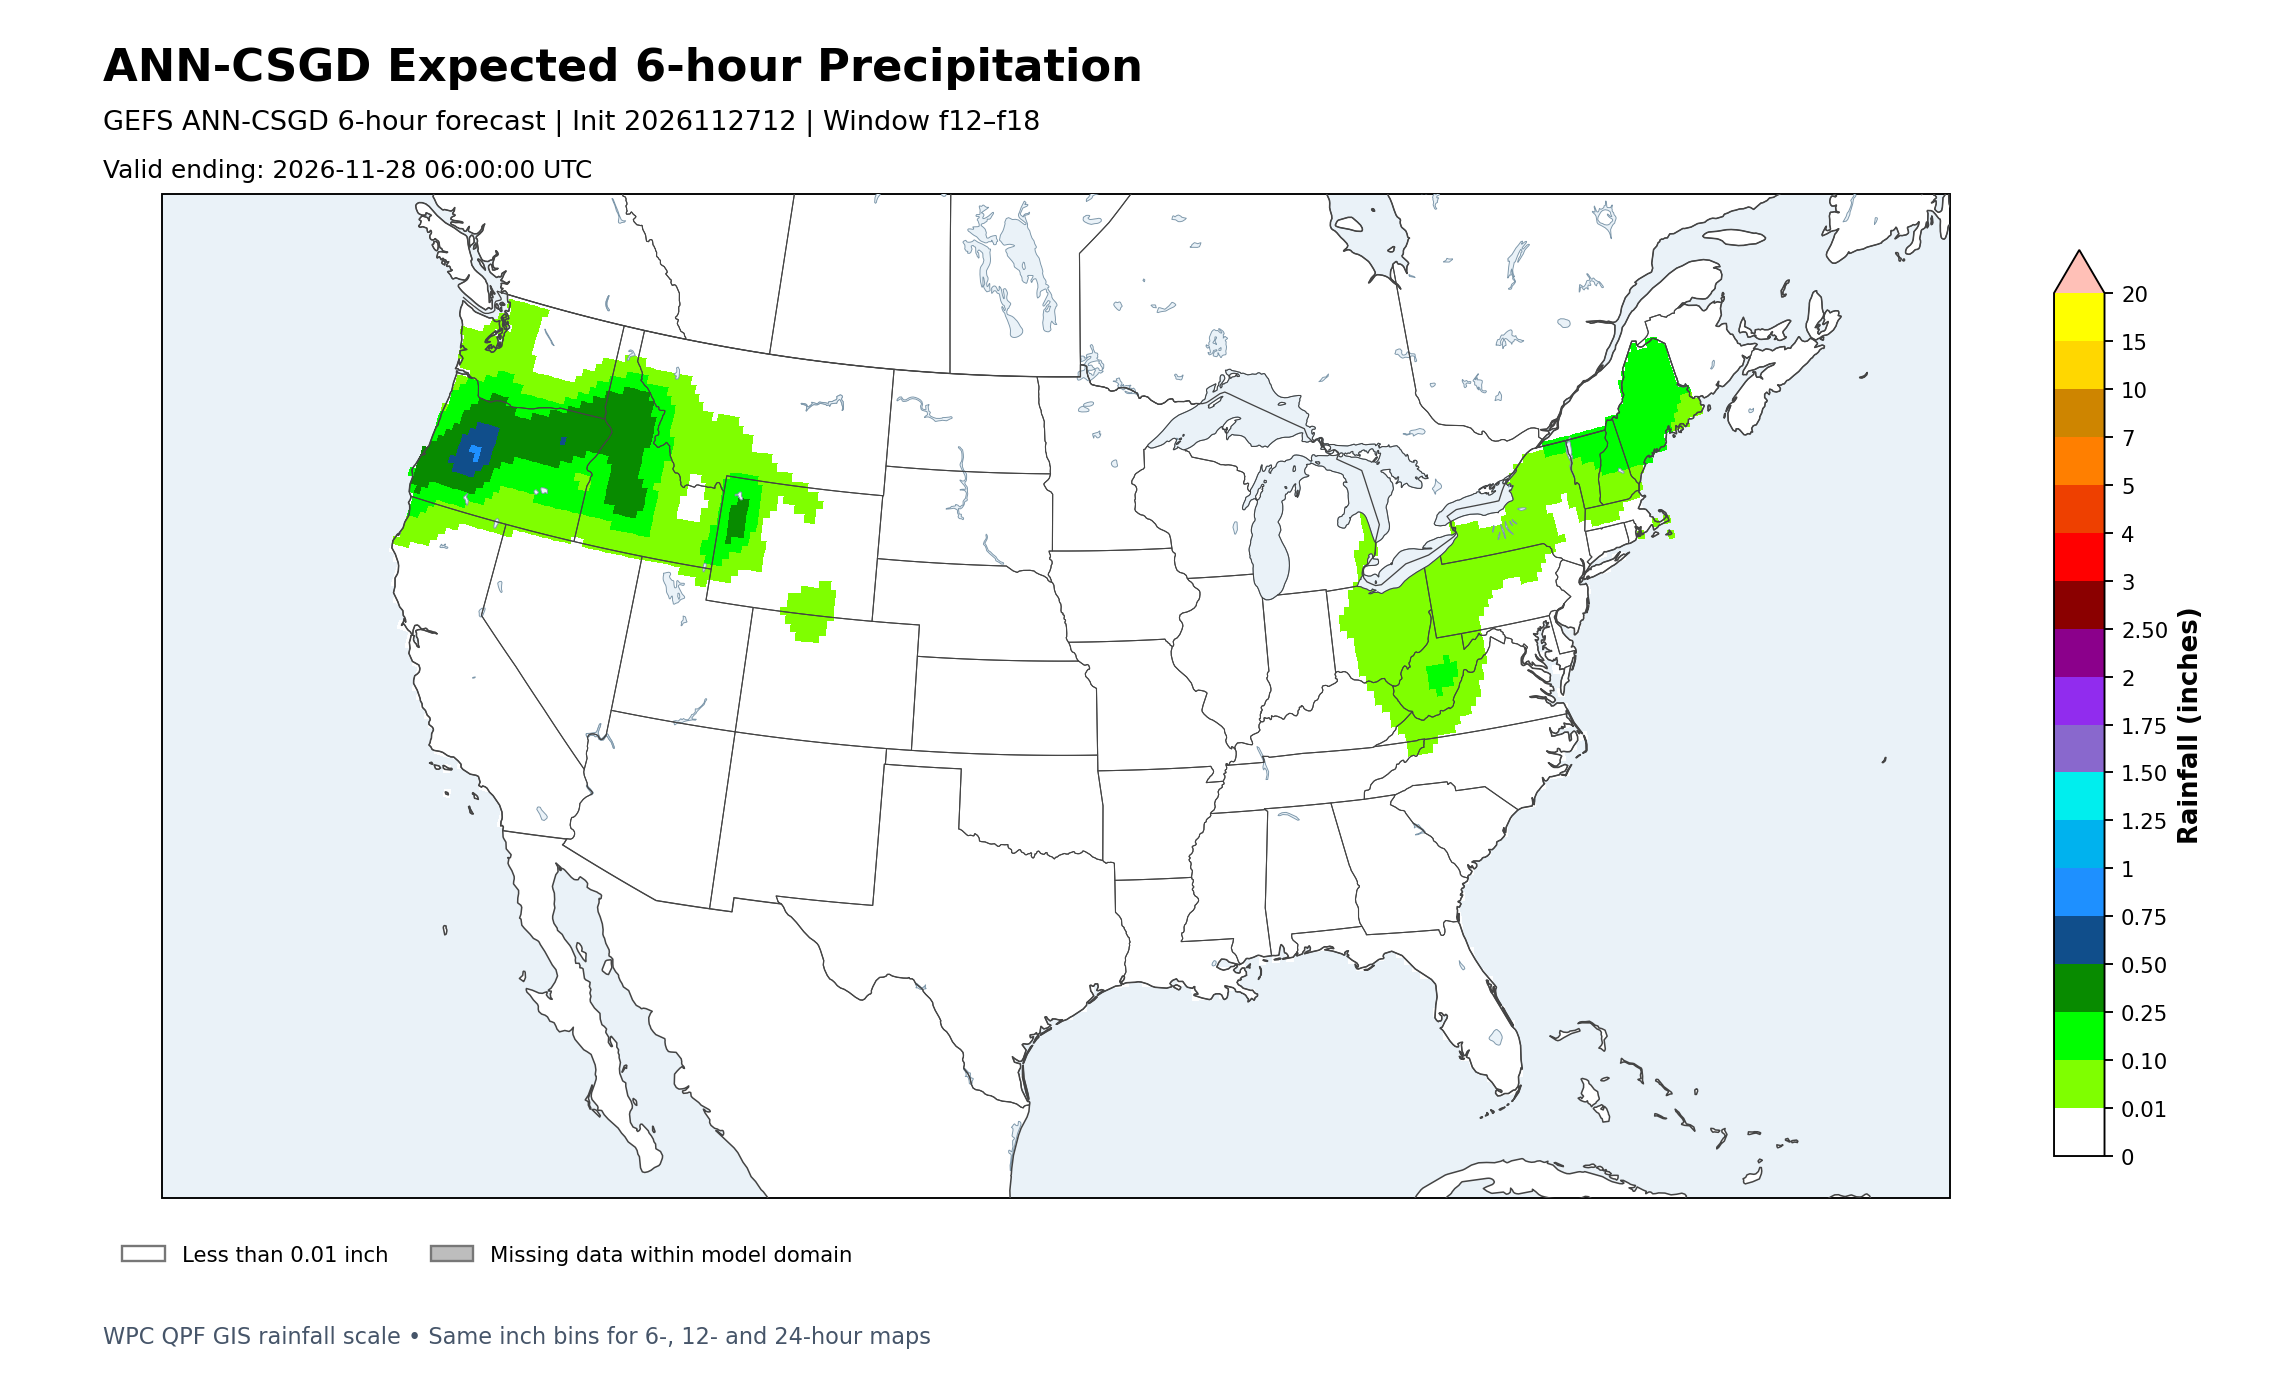 ANN-CSGD Expected 6-hour Precipitation
GEFS ANN-CSGD 6-hour forecast | Init 2026112712 | Window f12–f18
Valid ending: 2026-11-28 06:00:00 UTC
20
15
10
7
5
4
3
2.50
2
1.75
1.50
1.25
1
0.75
0.50
0.25
0.10
0.01
0
Rainfall (inches)
Less than 0.01 inch
Missing data within model domain
WPC QPF GIS rainfall scale • Same inch bins for 6-, 12- and 24-hour maps